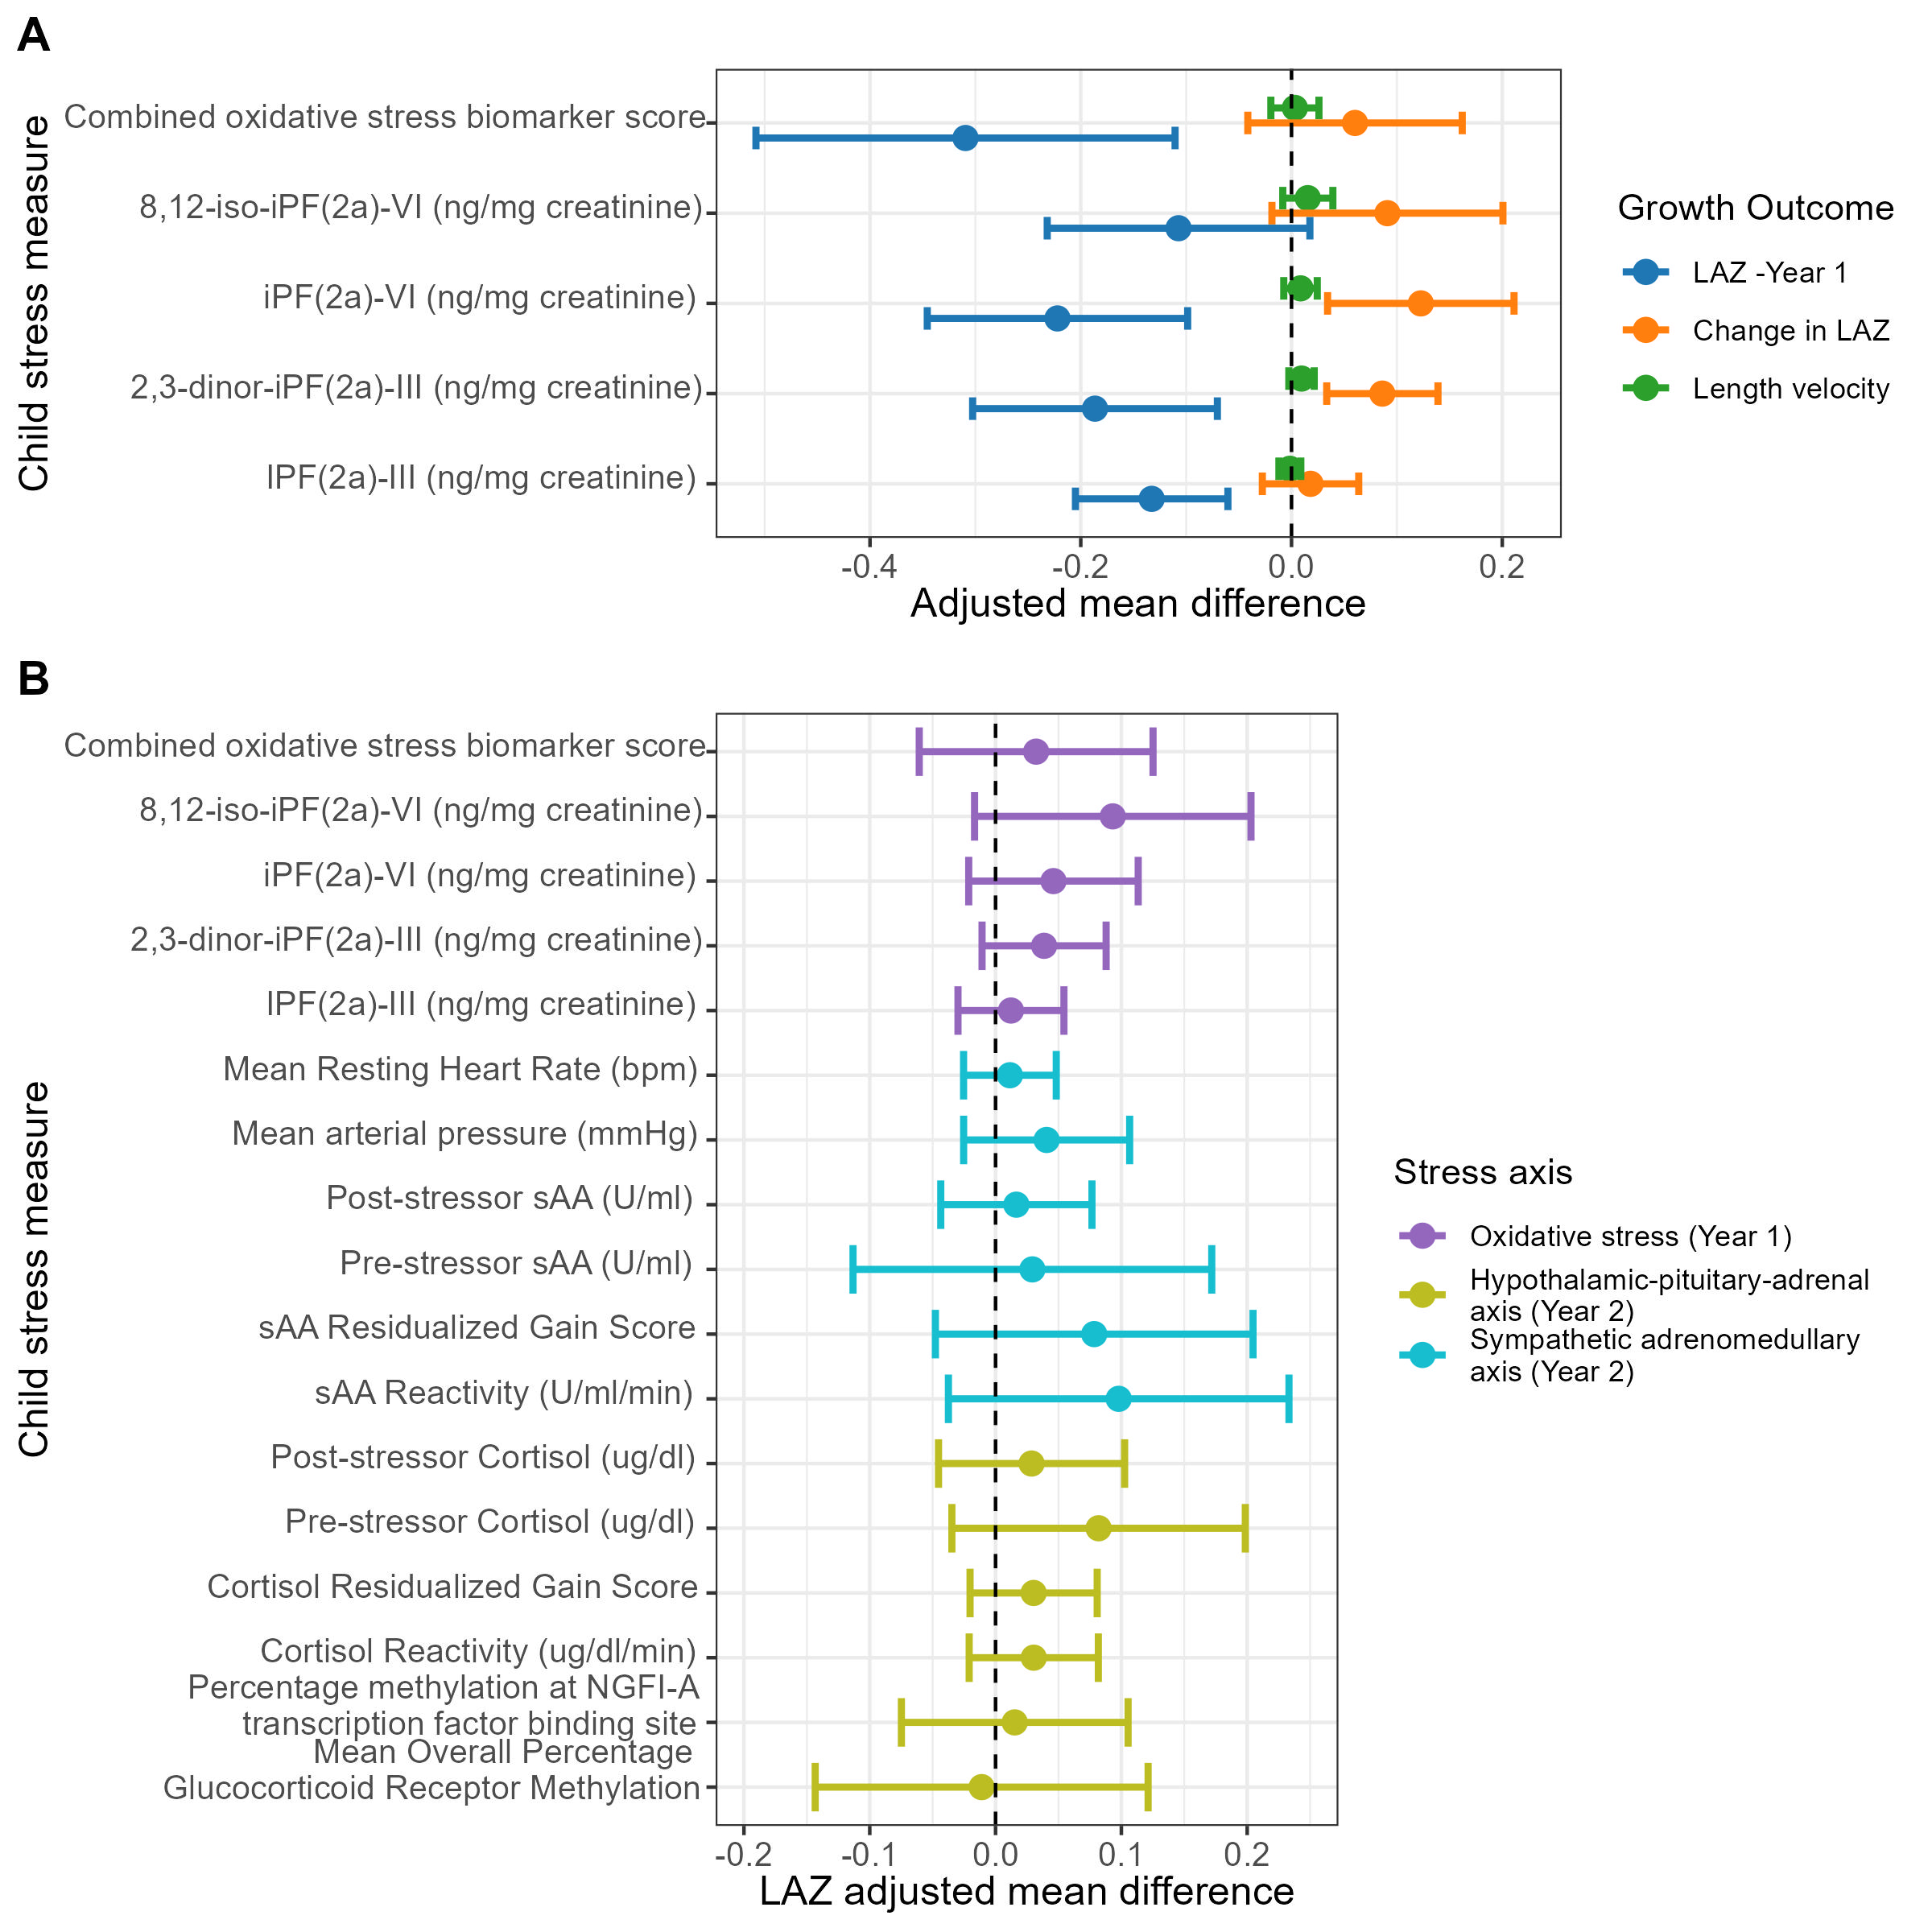 A
Child stress measure
Combined oxidative stress biomarker score
8,12-iso-iPF(2a)-VI (ng/mg creatinine)
iPF(2a)-VI (ng/mg creatinine)
2,3-dinor-iPF(2a)-III (ng/mg creatinine)
IPF(2a)-III (ng/mg creatinine)
-0.4
-0.2
0.0
0.2
Adjusted mean difference
Growth Outcome
LAZ -Year 1
Change in LAZ
Length velocity
B
Child stress measure
Combined oxidative stress biomarker score
8,12-iso-iPF(2a)-VI (ng/mg creatinine)
iPF(2a)-VI (ng/mg creatinine)
2,3-dinor-iPF(2a)-III (ng/mg creatinine)
IPF(2a)-III (ng/mg creatinine)
Mean Resting Heart Rate (bpm)
Mean arterial pressure (mmHg)
Post-stressor sAA (U/ml)
Pre-stressor sAA (U/ml)
sAA Residualized Gain Score
sAA Reactivity (U/ml/min)
Post-stressor Cortisol (ug/dl)
Pre-stressor Cortisol (ug/dl)
Cortisol Residualized Gain Score
Cortisol Reactivity (ug/dl/min)
Percentage methylation at NGFI-A
transcription factor binding site
Mean Overall Percentage
Glucocorticoid Receptor Methylation
-0.2
-0.1
0.0
0.1
0.2
LAZ adjusted mean difference
Stress axis
Oxidative stress (Year 1)
Hypothalamic-pituitary-adrenal
axis (Year 2)
Sympathetic adrenomedullary
axis (Year 2)